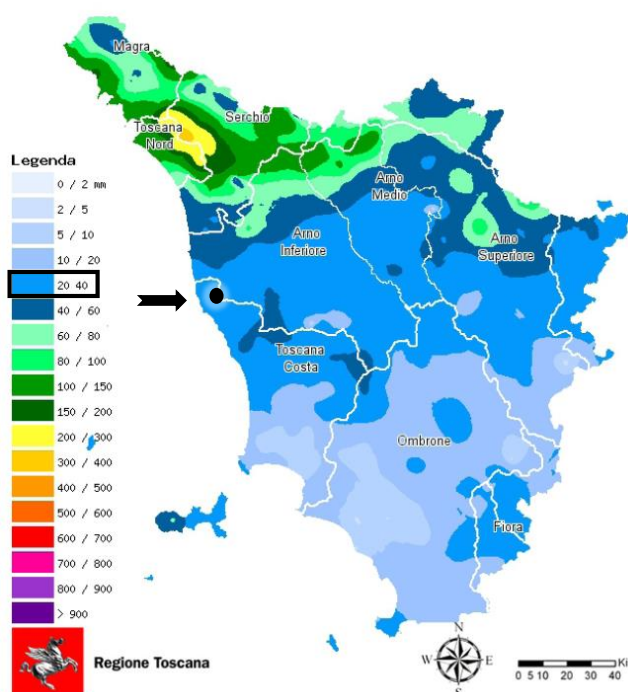 Magra
Serchio
Toscana
Nord
Legenda
0 / 2 mm
2 / 5
5 / 10
10 / 20
20 40
40 / 60
60 / 80
80 / 100
100 / 150
150 / 200
200 / 300
300 / 400
400 / 500
500 / 600
600 / 700
700 / 800
800 / 900
> 900
Arno
Medio
Arno
Inferiore
Arno
Superiore
Toscana
Costa
Ombrone
Fiora
Regione Toscana
N
W E
S
0 5 10 20 30 40 Ki